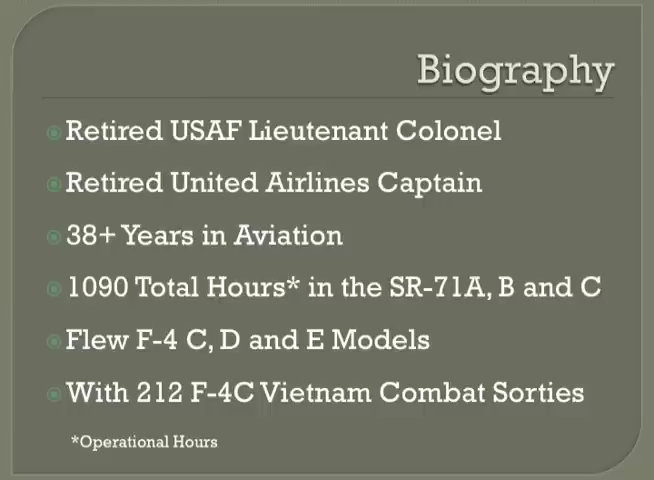 Biography
Retired USAF Lieutenant Colonel
Retired United Airlines Captain
38+ Years in Aviation
1090 Total Hours* in the SR-71A, B and C
Flew F-4 C, D and E Models
With 212 F-4C Vietnam Combat Sorties
*Operational Hours